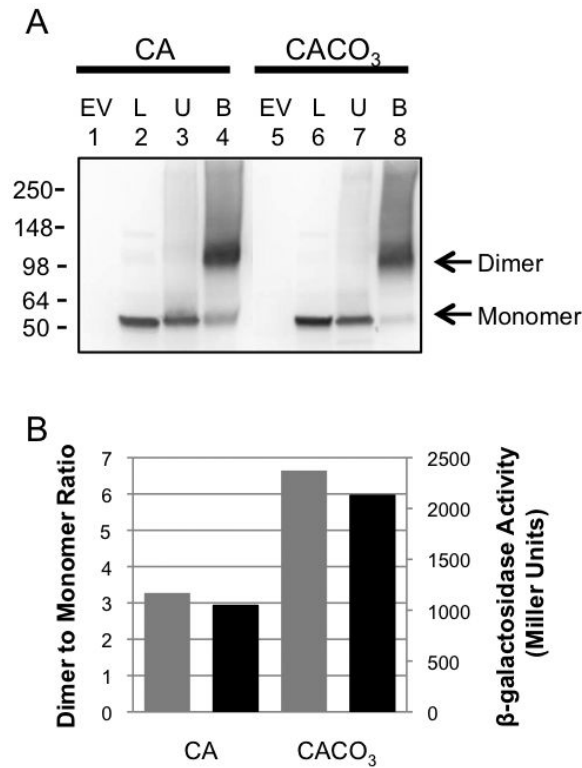 A
CA CACO3
EV L U B EV L U B
1 2 3 4 5 6 7 8
250-
148-
98 -
64 -
50 -
Dimer
Monomer
B
Dimer to Monomer Ratio
7
6
5
4
3
2
1
0
2500
2000
1500
1000
500
0
β-galactosidase Activity
(Miller Units)
CA CACO3